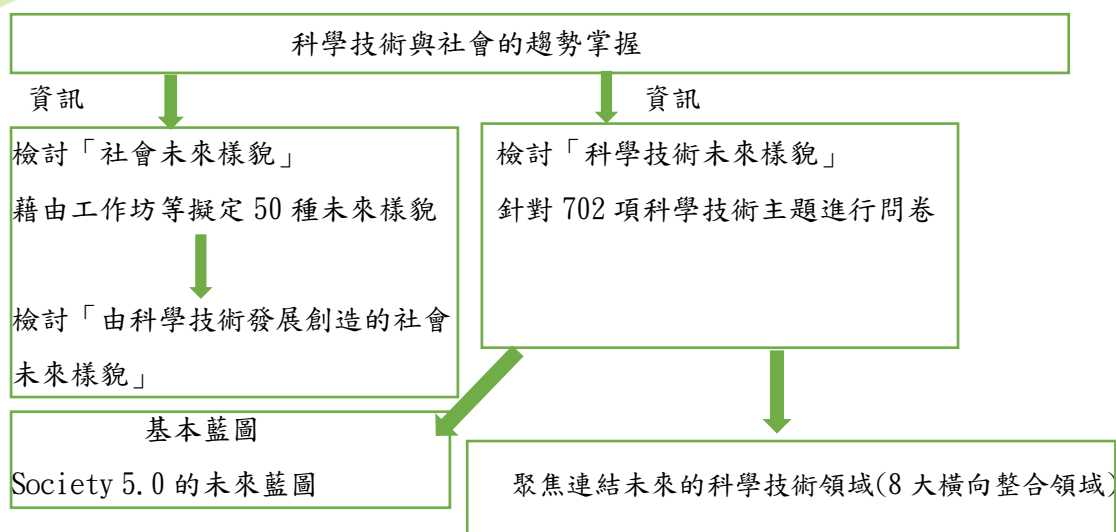 科學技術與社會的趨勢掌握
資訊
資訊
檢討「社會未來樣貌」
藉由工作坊等擬定 50 種未來樣貌
檢討「由科學技術發展創造的社會
未來樣貌」
檢討「科學技術未來樣貌」
針對 702 項科學技術主題進行問卷
基本藍圖
Society 5.0 的未來藍圖
聚焦連結未來的科學技術領域(8 大橫向整合領域)